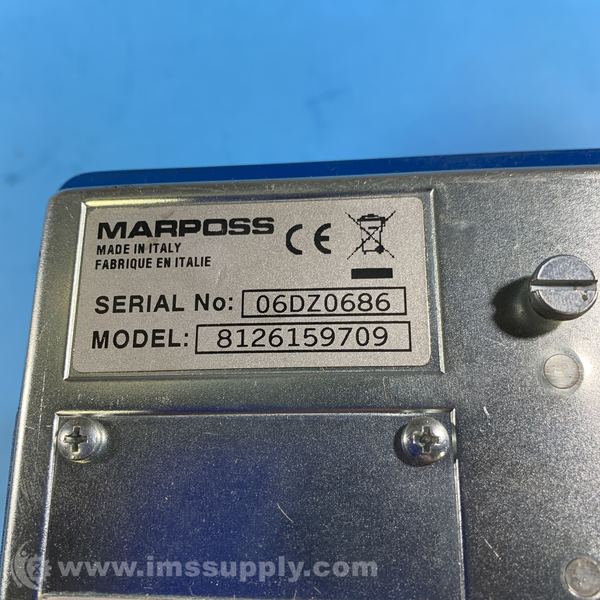 MARPOSS
MADE IN ITALY
FABRIQUE EN ITALIE
CE
SERIAL No: 06DZ0686
MODEL: 8126159709
www.imssupply.com